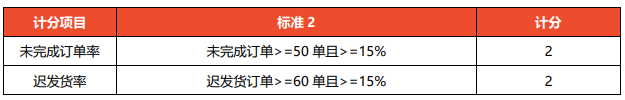 计分项目 标准 2 计分
未完成订单率 未完成订单>=50 单且>=15% 2
迟发货率 迟发货订单>=60 单且>=15% 2